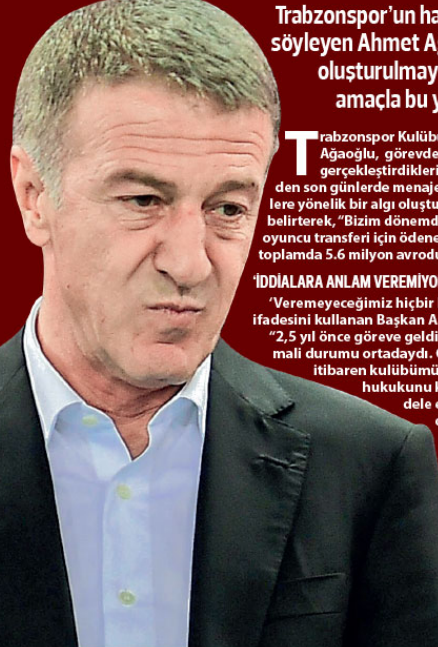 Trabzonspor'un
söyleyen Ahmet
oluşturulmay
amaçla bu
Trabzonspor Kulübü
Ağaoğlu, görevde
gerçekleştirdikleri
den son günlerde menaje
lere yönelik bir algı oluştu
belirterek, "Bizim dönemd
oyuncu transferi için ödene
toplamda 5.6 milyon avrodu
'İDDİALARA ANLAM VEREMİYO
'Veremeyeceğimiz hiçbir
ifadesini kullanan Başkan A
"2,5 yıl önce göreve geldi
mali durumu ortadaydı.
itibaren kulübümü
hukukunu
dele